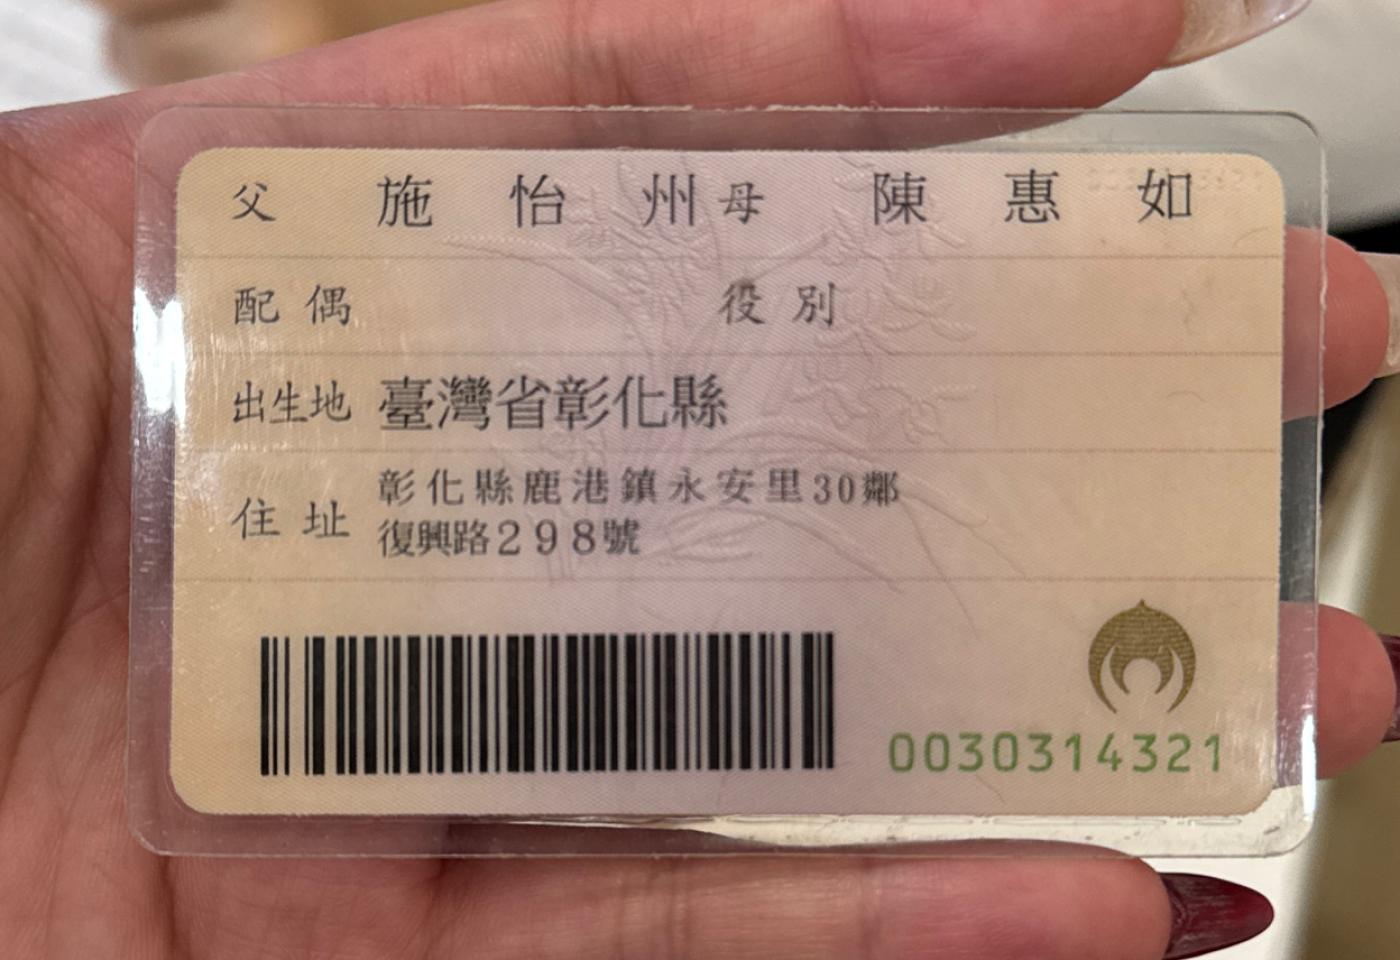 父 施怡州 母 陳惠如
配偶 役別
出生地 臺灣省彰化縣
住址 彰化縣鹿港鎮永安里30鄰
復興路298號
0030314321